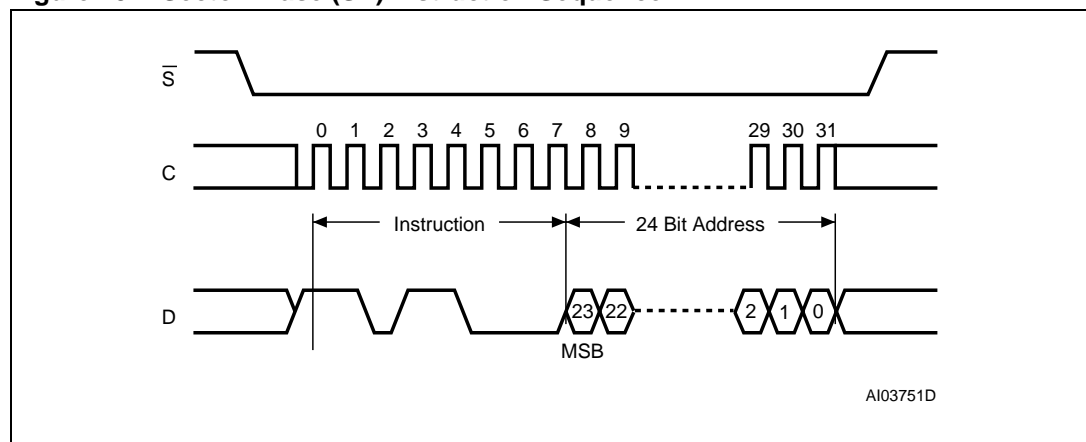 S
C
0 1 2 3 4 5 6 7 8 9 29 30 31
Instruction 24 Bit Address
D
23 22 2 1 0
MSB
AI03751D